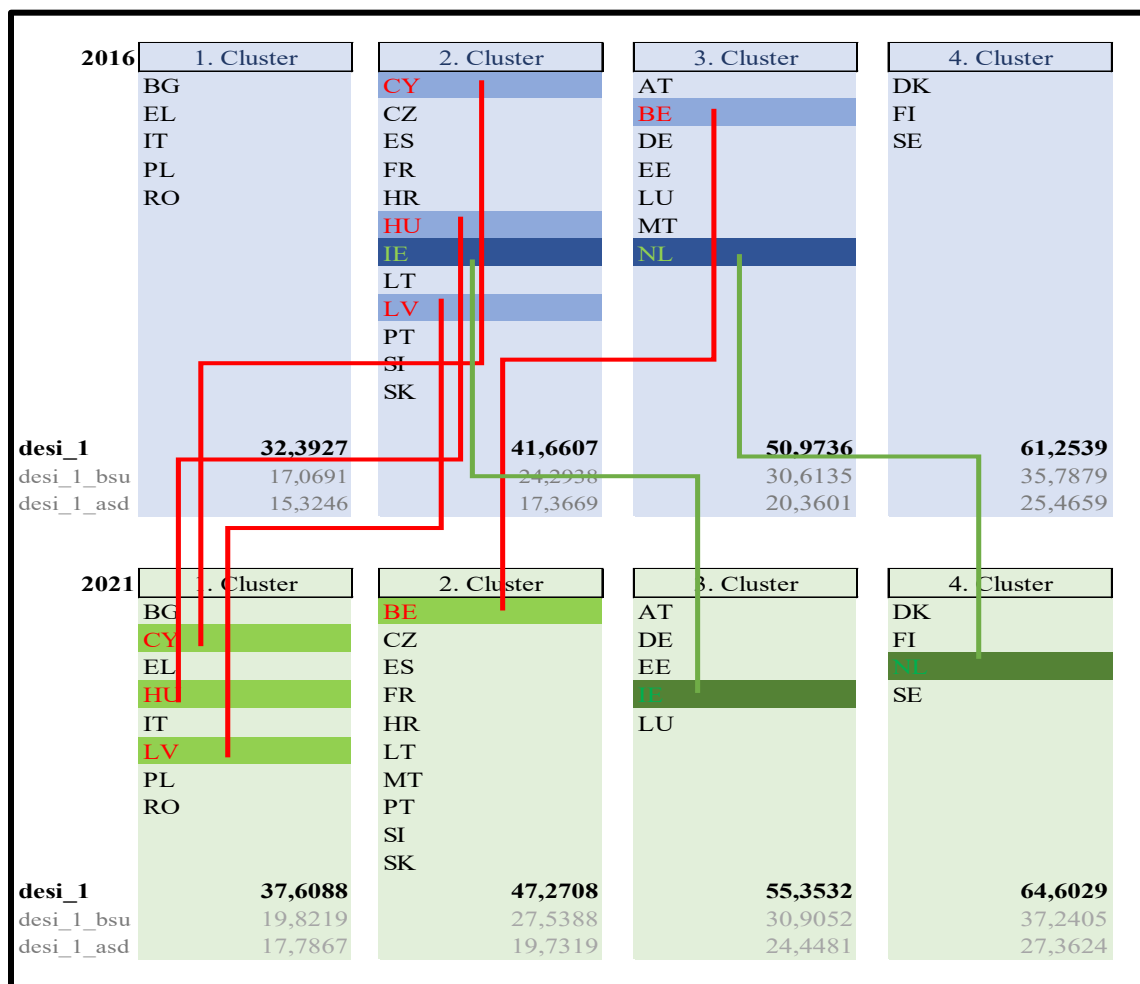 2016 1. Cluster 2. Cluster 3. Cluster 4. Cluster
BG CY AT DK
EL CZ BE FI
IT ES DE SE
PL FR EE
RO HR LU
HU MT
IE NL
LT
LV
PT
SI
SK
desi_1 32,3927 41,6607 50,9736 61,2539
desi_1_bsu 17,0691 24,2938 30,6135 35,7879
desi_1_asd 15,3246 17,3669 20,3601 25,4659
2021 1. Cluster 2. Cluster 3. Cluster 4. Cluster
BG BE AT DK
CY CZ DE FI
EL ES EE NL
HU FR IE SE
IT HR LU
LV LT
PL MT
RO PT
SI
SK
desi_1 37,6088 47,2708 55,3532 64,6029
desi_1_bsu 19,8219 27,5388 30,9052 37,2405
desi_1_asd 17,7867 19,7319 24,4481 27,3624